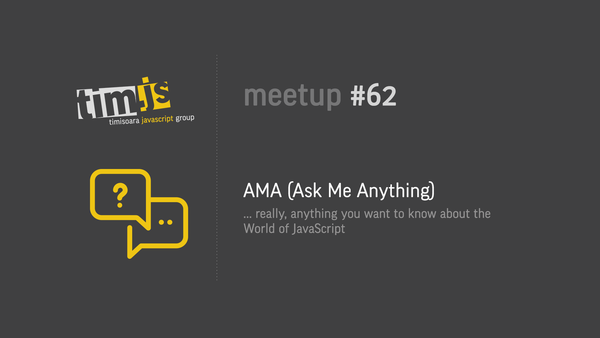 timjs
timisoara javascript group
meetup #62
?
AMA (Ask Me Anything)
... really, anything you want to know about the
World of JavaScript